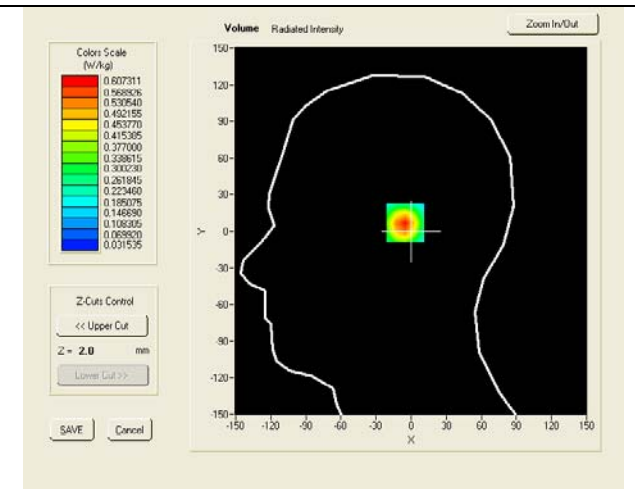 Volume Radiated Intensity
Zoom In/Out
Colors Scale
(W/kg)
0.607311
0.568926
0.530540
0.492155
0.453770
0.415385
0.377000
0.338615
0.300230
0.261845
0.223460
0.185075
0.146690
0.108305
0.069920
0.031535
Z-Cuts Control
<< Upper Cut
Z = 2.0 mm
Lower Cut >>
SAVE Cancel
150
120
90
60
30
0
-30
-60
-90
-120
-150
Y
-150 -120 -90 -60 -30 0 30 60 90 120 150
X